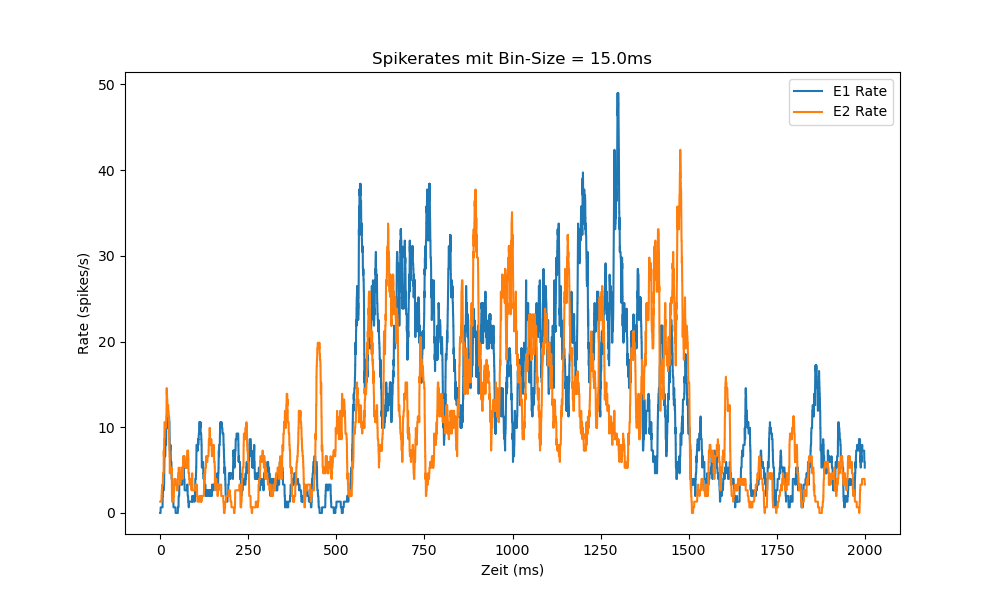 Spikerates mit Bin-Size = 15.0ms
E1 Rate
E2 Rate
Rate (spikes/s)
50
40
30
20
10
0
0 250 500 750 1000 1250 1500 1750 2000
Zeit (ms)